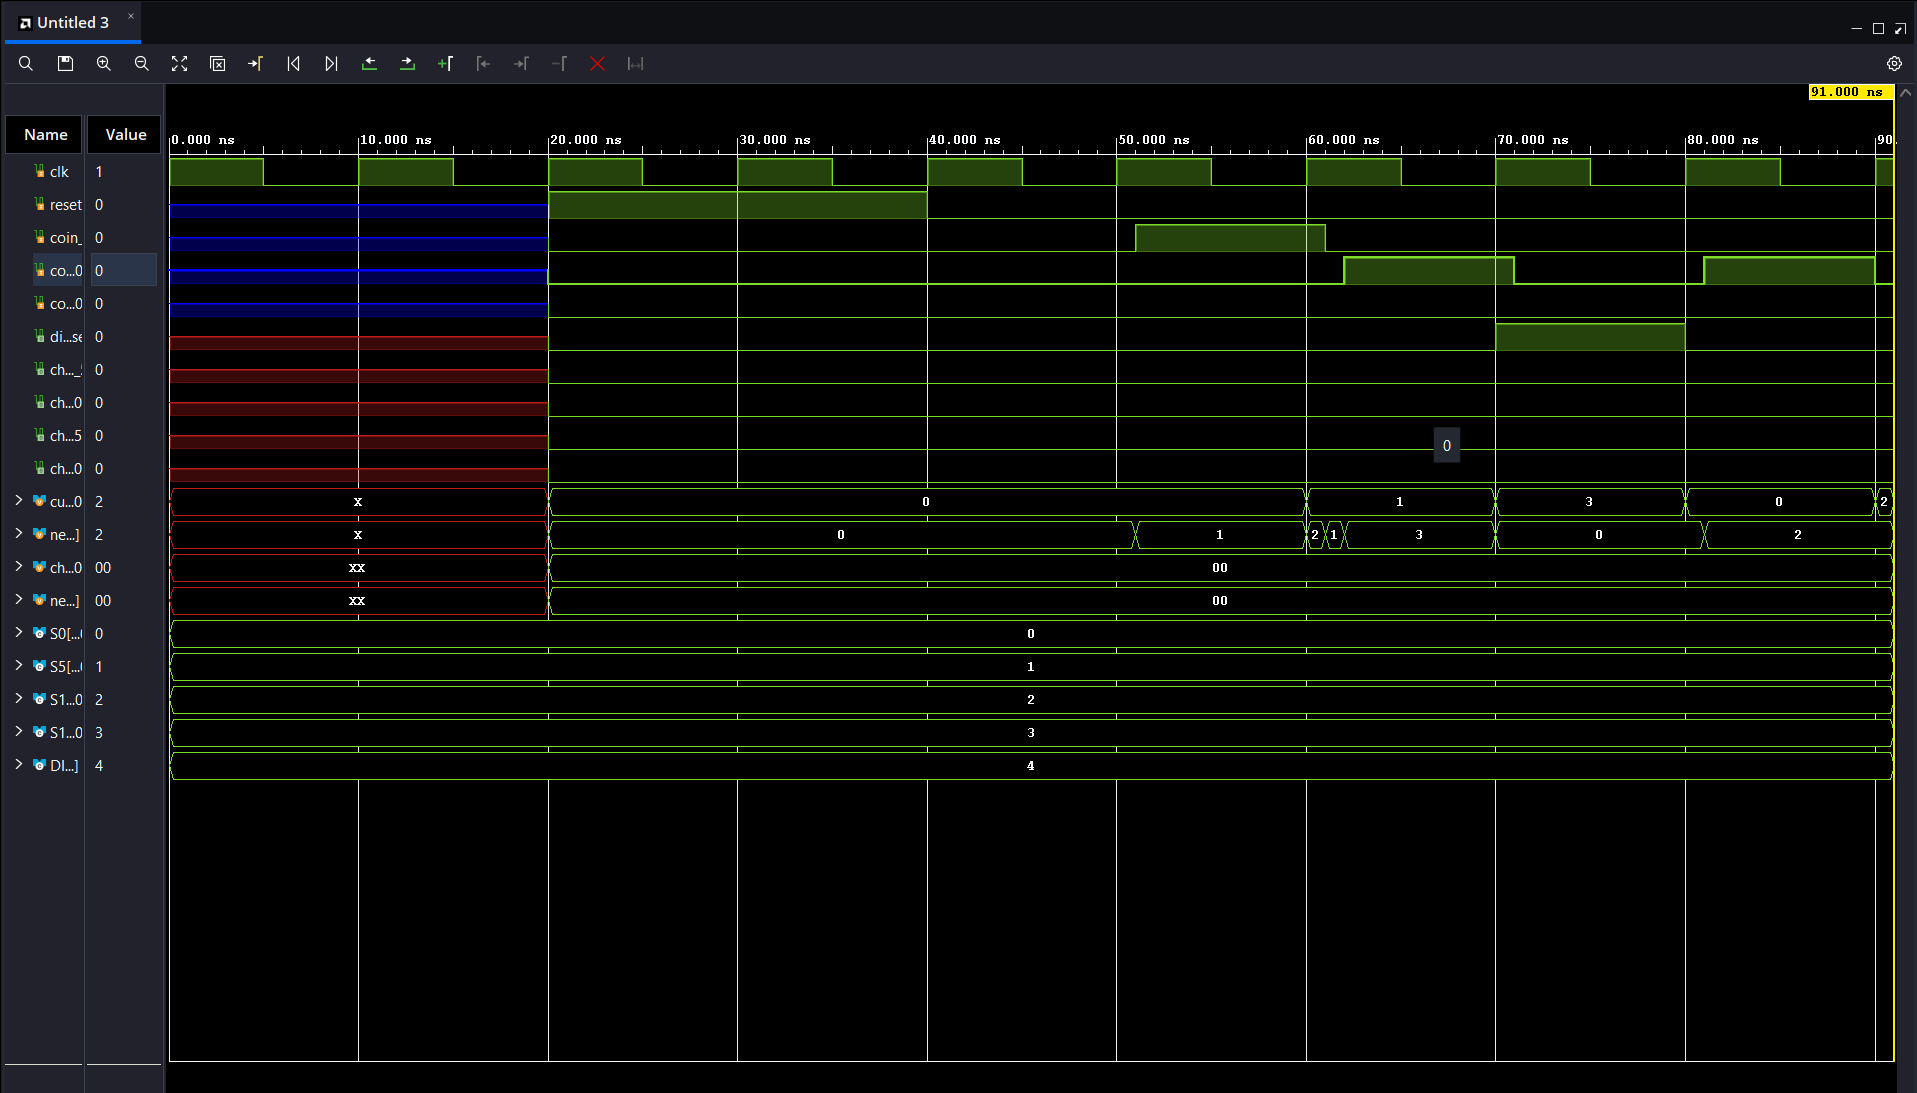 Untitled 3
91.000 ns
Name Value
0.000 ns 10.000 ns 20.000 ns 30.000 ns 40.000 ns 50.000 ns 60.000 ns 70.000 ns 80.000 ns 90.
clk 1
reset 0
coin_ 0
co...0 0
co...0 0
di...se 0
ch..._ 0
ch...0 0
ch...5 0
0
ch...0 0
cu...0 2 X 0 1 3 0 2
ne...] 2 X 0 1 2 1 3 0 2
ch...0 00 XX 00
ne...] 00 XX 00
S0[... 0 0
S5[... 1 1
S1...0 2 2
S1...0 3 3
DI...] 4 4